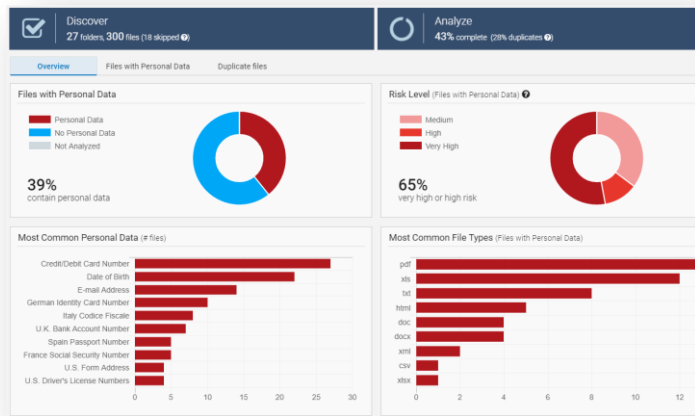 Discover
27 folders, 300 files (18 skipped ?)
Analyze
43% complete (28% duplicates ?)
Overview
Files with Personal Data
Duplicate files
Files with Personal Data
Personal Data
No Personal Data
Not Analyzed
39%
contain personal data
Risk Level (Files with Personal Data) ?
Medium
High
Very High
65%
very high or high risk
Most Common Personal Data (# files)
Credit/Debit Card Number
Date of Birth
E-mail Address
German Identity Card Number
Italy Codice Fiscale
U.K. Bank Account Number
Spain Passport Number
France Social Security Number
U.S. Form Address
U.S. Driver's License Numbers
0 5 10 15 20 25 30
Most Common File Types (Files with Personal Data)
pdf
xls
txt
html
doc
docx
xml
csv
xlsx
0 2 4 6 8 10 12